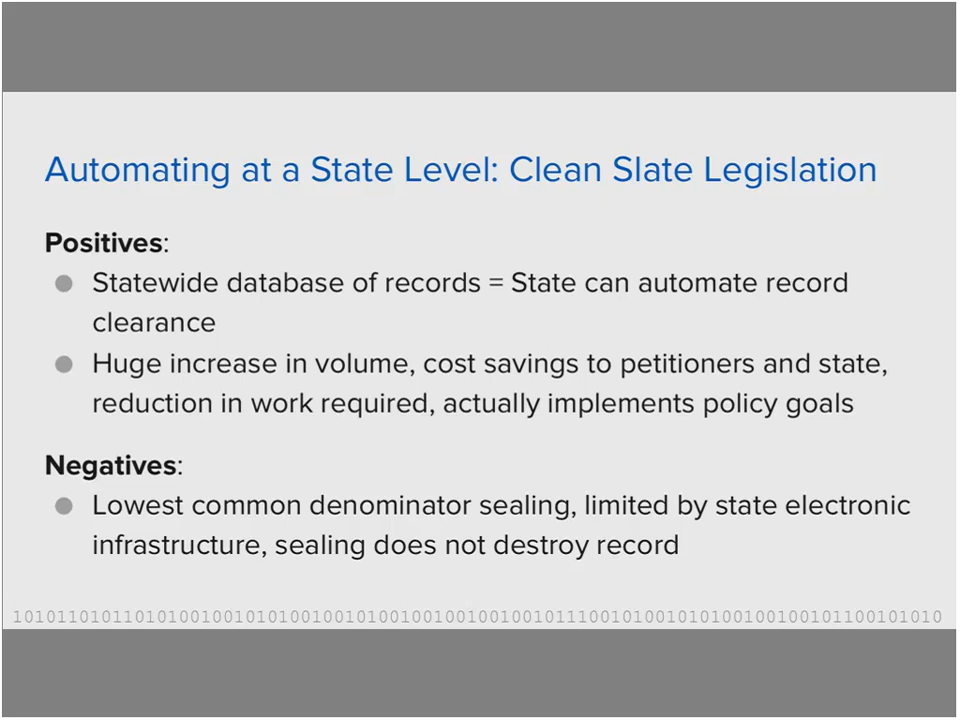 Automating at a State Level: Clean Slate Legislation
Positives:
● Statewide database of records = State can automate record
clearance
● Huge increase in volume, cost savings to petitioners and state,
reduction in work required, actually implements policy goals
Negatives:
● Lowest common denominator sealing, limited by state electronic
infrastructure, sealing does not destroy record
101011010110101001001010100100101001001001001001011100101001010100100100101100101010